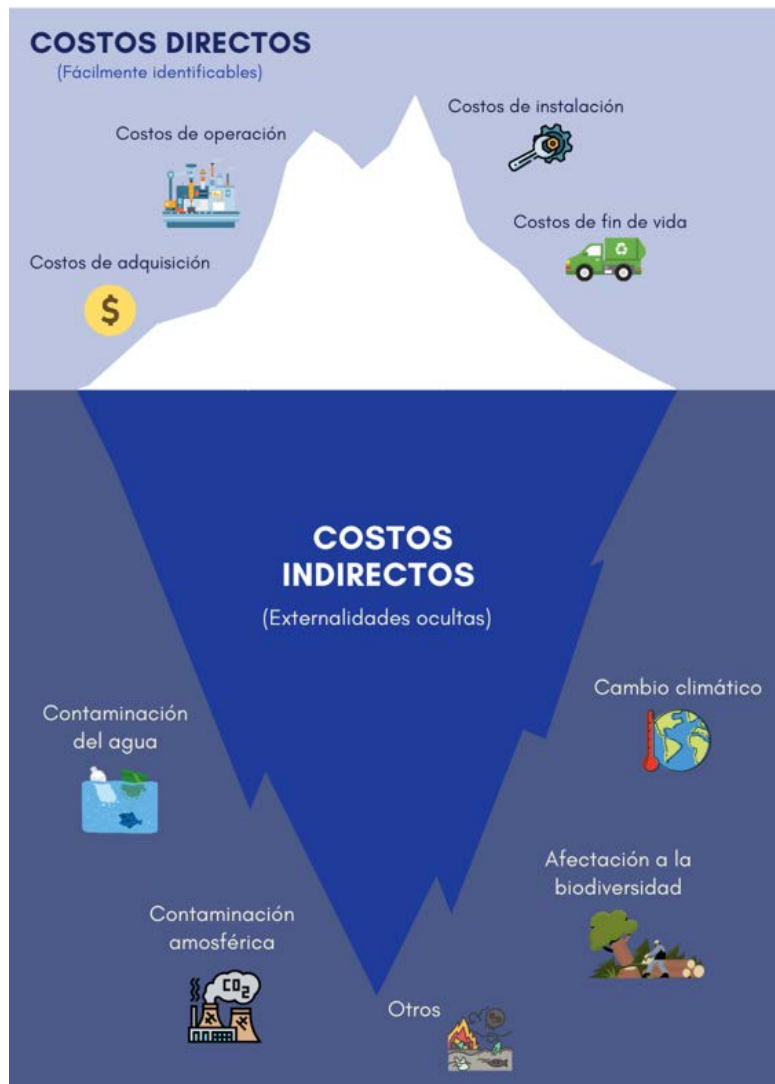 COSTOS DIRECTOS
(Fácilmente identificables)
Costos de instalación
Costos de operación
Costos de fin de vida
Costos de adquisición
$
COSTOS
INDIRECTOS
(Externalidades ocultas)
Cambio climático
Contaminación
del agua
Afectación a la
biodiversidad
Contaminación
amosférica
CO2
Otros